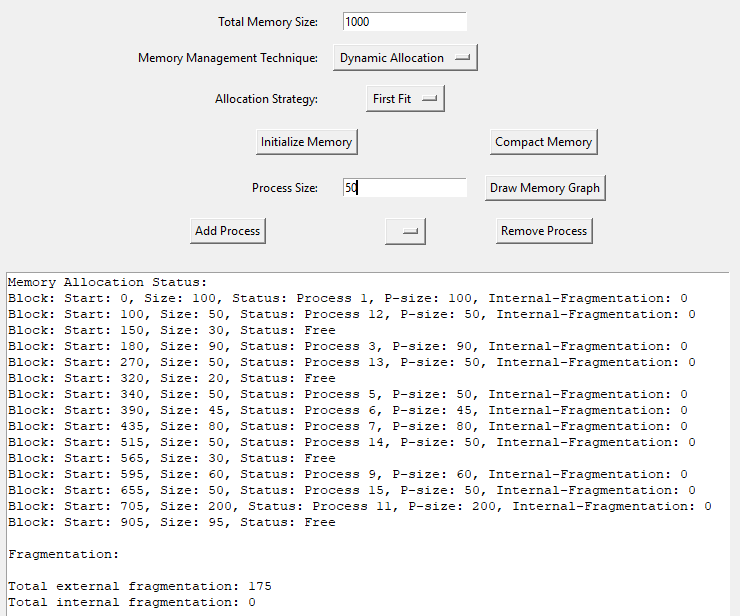 Total Memory Size: 1000
Memory Management Technique: Dynamic Allocation
Allocation Strategy: First Fit
Initialize Memory Compact Memory
Process Size: 50 Draw Memory Graph
Add Process Remove Process
Memory Allocation Status:
Block: Start: 0, Size: 100, Status: Process 1, P-size: 100, Internal-Fragmentation: 0
Block: Start: 100, Size: 50, Status: Process 12, P-size: 50, Internal-Fragmentation: 0
Block: Start: 150, Size: 30, Status: Free
Block: Start: 180, Size: 90, Status: Process 3, P-size: 90, Internal-Fragmentation: 0
Block: Start: 270, Size: 50, Status: Process 13, P-size: 50, Internal-Fragmentation: 0
Block: Start: 320, Size: 20, Status: Free
Block: Start: 340, Size: 50, Status: Process 5, P-size: 50, Internal-Fragmentation: 0
Block: Start: 390, Size: 45, Status: Process 6, P-size: 45, Internal-Fragmentation: 0
Block: Start: 435, Size: 80, Status: Process 7, P-size: 80, Internal-Fragmentation: 0
Block: Start: 515, Size: 50, Status: Process 14, P-size: 50, Internal-Fragmentation: 0
Block: Start: 565, Size: 30, Status: Free
Block: Start: 595, Size: 60, Status: Process 9, P-size: 60, Internal-Fragmentation: 0
Block: Start: 655, Size: 50, Status: Process 15, P-size: 50, Internal-Fragmentation: 0
Block: Start: 705, Size: 200, Status: Process 11, P-size: 200, Internal-Fragmentation: 0
Block: Start: 905, Size: 95, Status: Free
Fragmentation:
Total external fragmentation: 175
Total internal fragmentation: 0